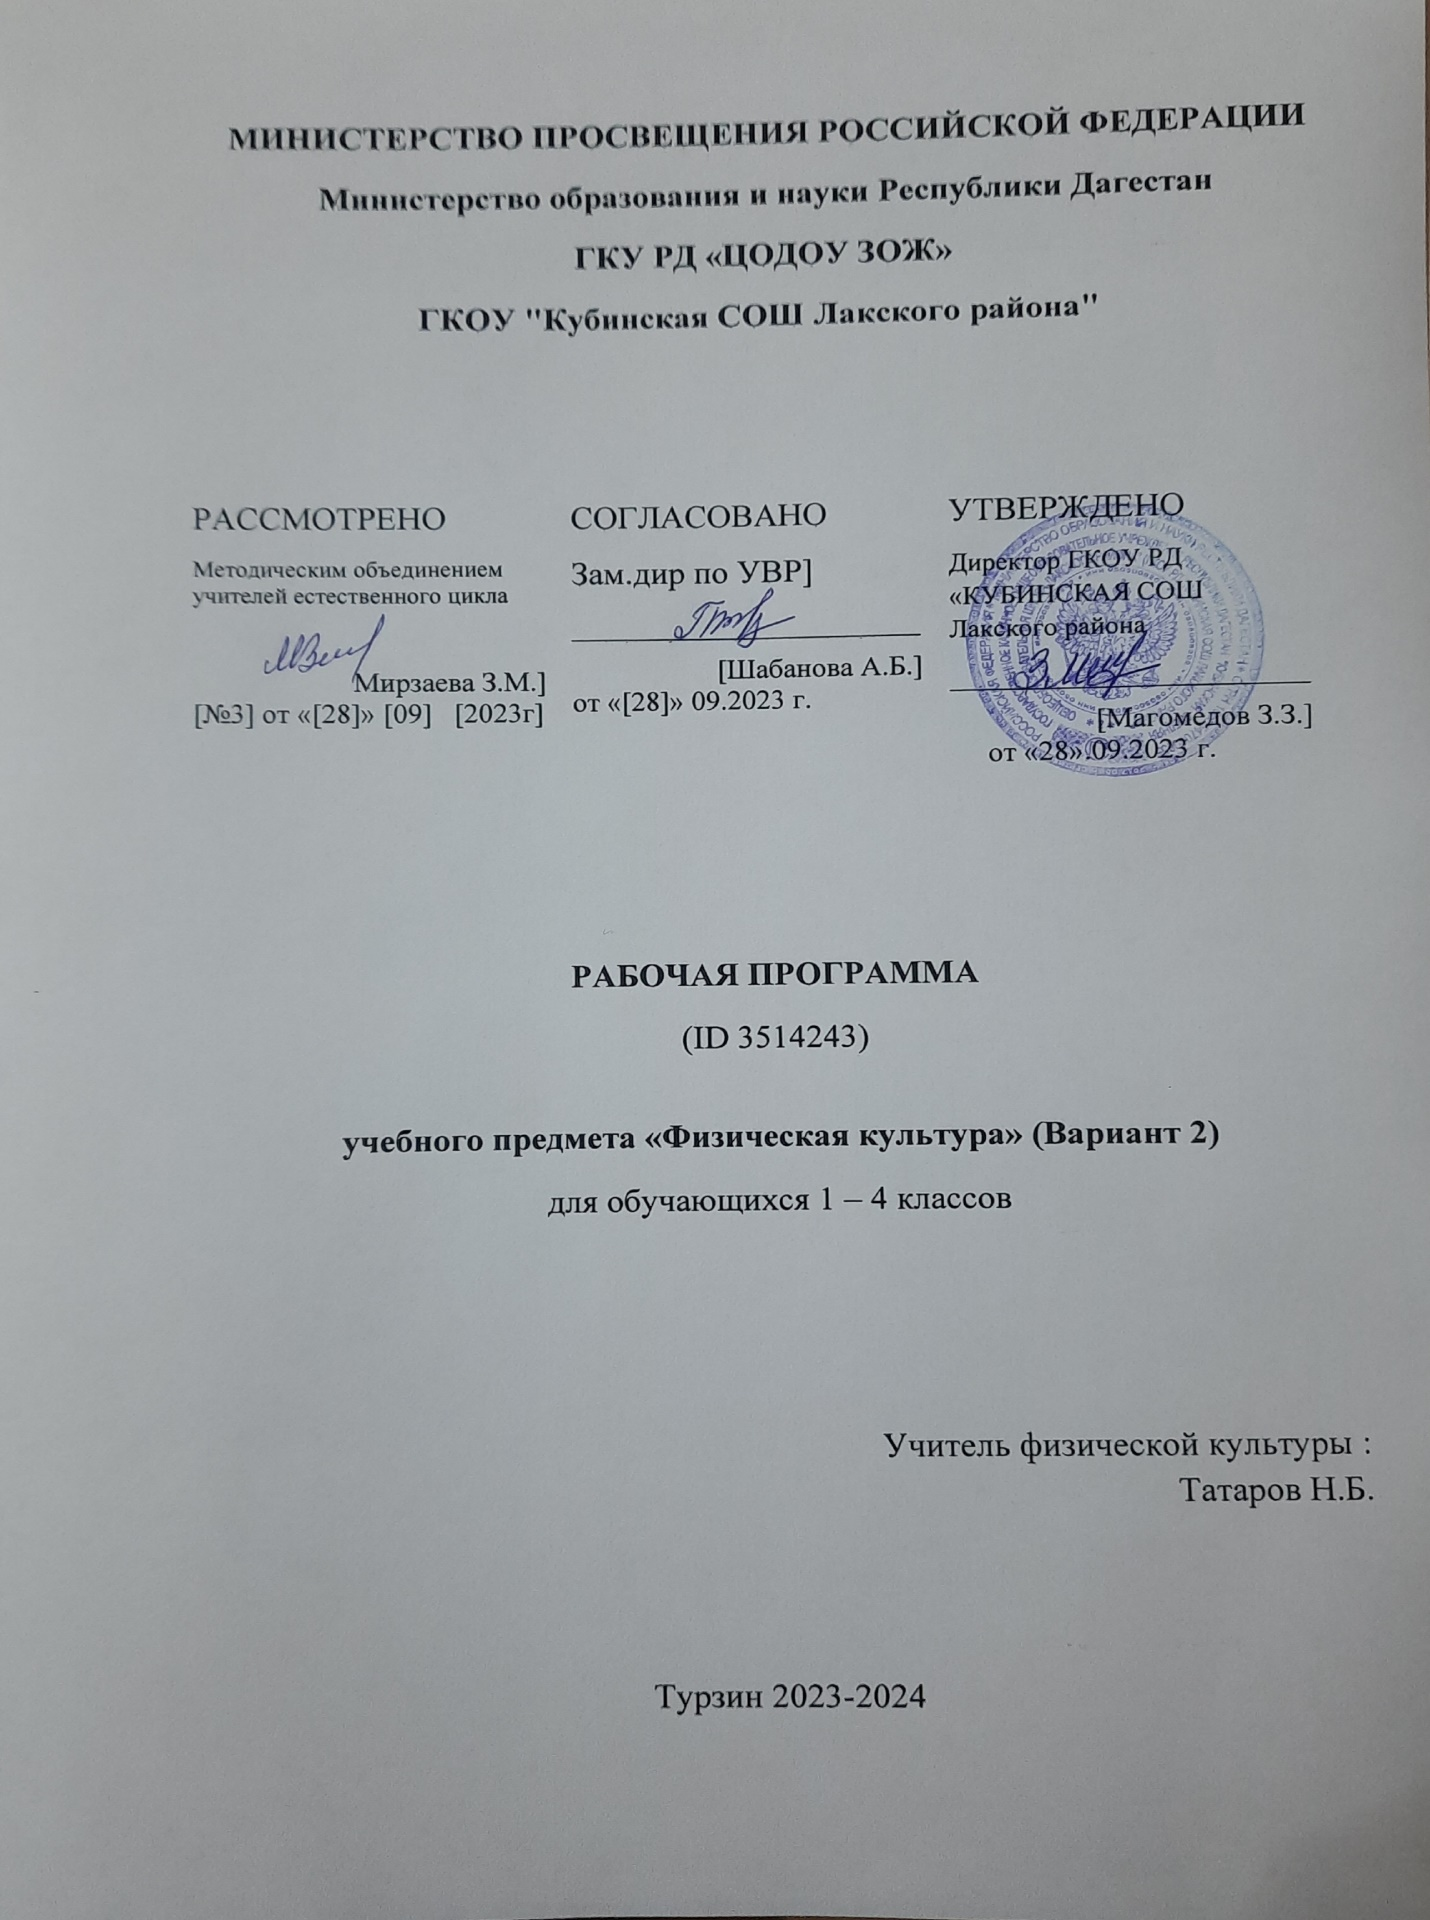 МИНИСТЕРСТВО ПРОСВЕЩЕНИЯ РОССИЙСКОЙ ФЕДЕРАЦИИ
Министерство образования и науки Республики Дагестан
ГКУ РД «ЦОДОУ ЗОЖ»
ГКОУ "Кубинская СОШ Лакского района"
РАССМОТРЕНО
Методическим объединением
учителей естественного цикла
Мирзаева З.М.]
[№3] от «[28]» [09] [2023г]
СОГЛАСОВАНО
Зам.дир по УВР]
[Шабанова А.Б.]
от «[28]» 09.2023 г.
УТВЕРЖДЕНО
Директор ГКОУ РД
«КУБИНСКАЯ СОШ
Лакского района
[Магомедов З.З.]
от «28».09.2023 г.
РАБОЧАЯ ПРОГРАММА
(ID 3514243)
учебного предмета «Физическая культура» (Вариант 2)
для обучающихся 1 – 4 классов
Учитель физической культуры :
Татаров Н.Б.
Турзин 2023-2024